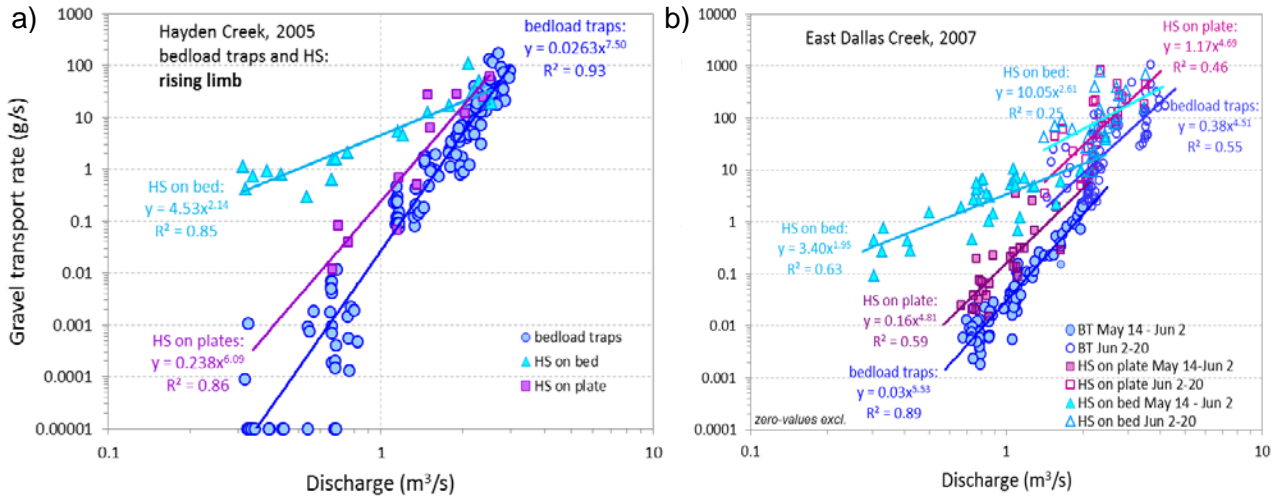 a)
Hayden Creek, 2005
bedload traps and HS:
rising limb
bedload traps:
y = 0.0263x^7.50
R² = 0.93
HS on bed:
y = 4.53x^2.14
R² = 0.85
HS on plates:
y = 0.238x^6.09
R² = 0.86
bedload traps
HS on bed
HS on plate
Gravel transport rate (g/s)
1000
100
10
1
0.1
0.01
0.001
0.0001
0.00001
0.1
1
10
Discharge (m³/s)
b)
East Dallas Creek, 2007
HS on plate:
y = 1.17x^4.69
R² = 0.46
HS on bed:
y = 10.05x^2.61
R² = 0.25
bedload traps:
y = 0.38x^4.51
R² = 0.55
HS on bed:
y = 3.40x^1.95
R² = 0.63
HS on plate:
y = 0.16x^4.81
R² = 0.59
bedload traps:
y = 0.03x^5.53
R² = 0.89
BT May 14 - Jun 2
BT Jun 2-20
HS on plate May 14-Jun 2
HS on plate Jun 2-20
HS on bed May 14 - Jun 2
HS on bed Jun 2-20
zero-values excl.
1000
100
10
1
0.1
0.01
0.001
0.0001
0.1
1
10
Discharge (m³/s)